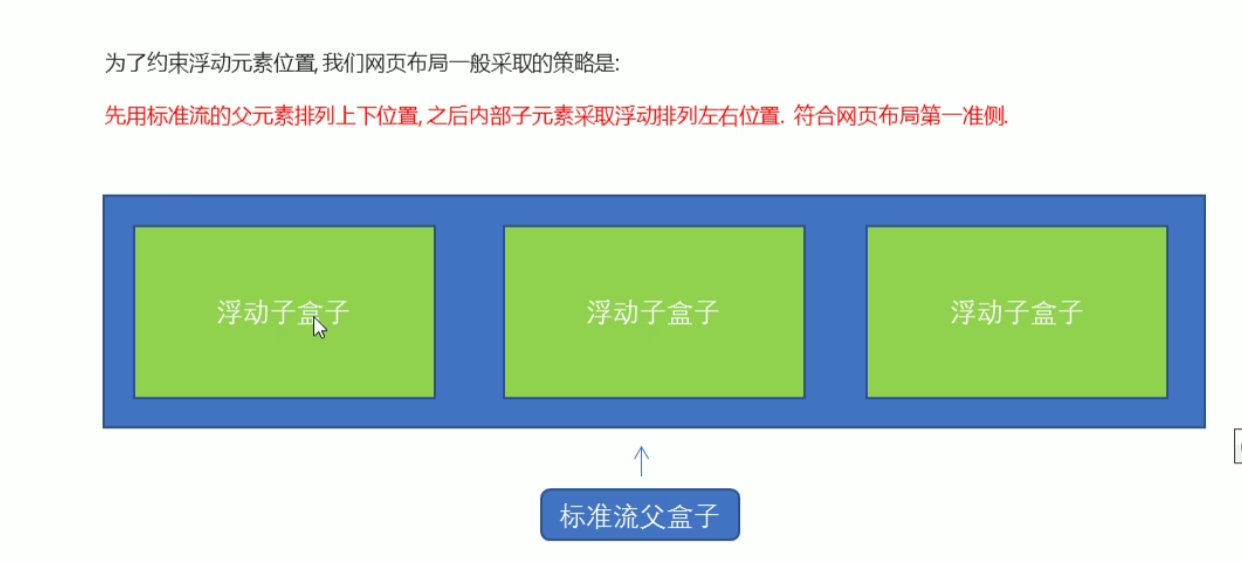 为了约束浮动元素位置, 我们网页布局一般采取的策略是:
先用标准流的父元素排列上下位置, 之后内部子元素采取浮动排列左右位置. 符合网页布局第一准侧.
浮动子盒子
浮动子盒子
浮动子盒子
标准流父盒子